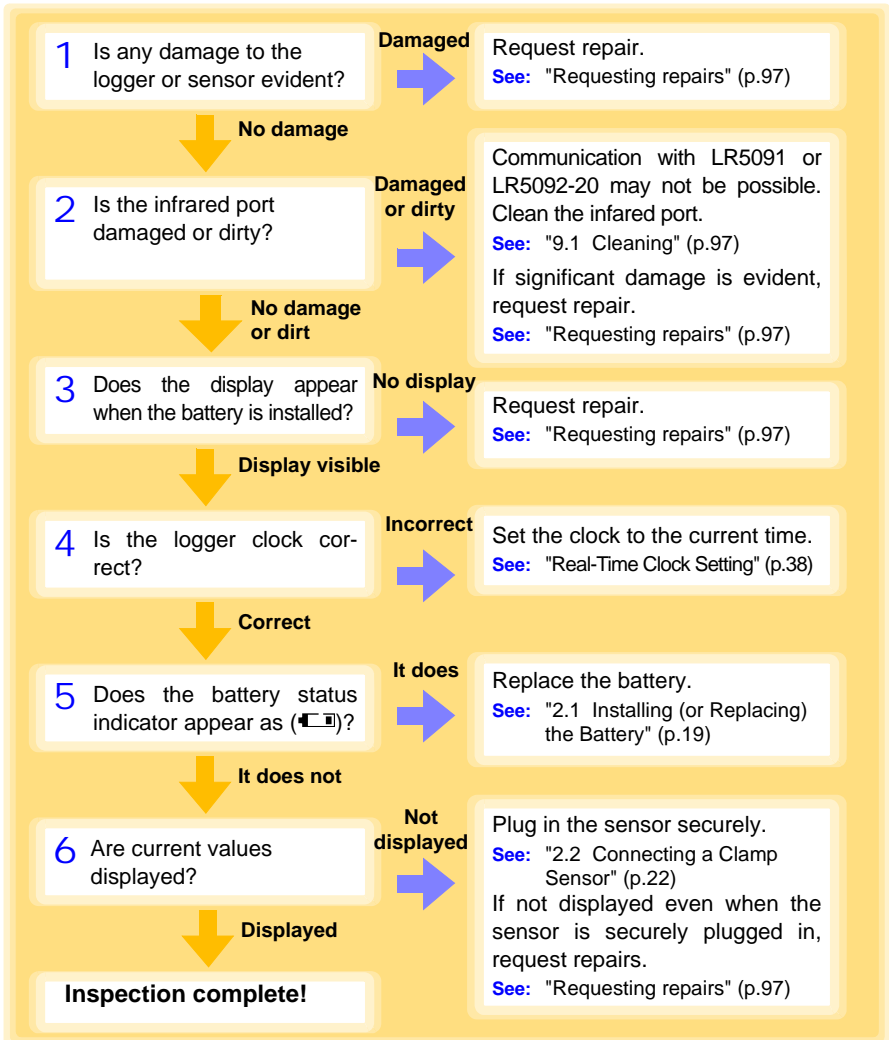 1 Is any damage to the
logger or sensor evident?
Damaged
Request repair.
See: "Requesting repairs" (p.97)
No damage
2 Is the infrared port
damaged or dirty?
Damaged
or dirty
Communication with LR5091 or
LR5092-20 may not be possible.
Clean the infared port.
See: "9.1 Cleaning" (p.97)
If significant damage is evident,
request repair.
See: "Requesting repairs" (p.97)
No damage
or dirt
3 Does the display appear
when the battery is installed?
No display
Request repair.
See: "Requesting repairs" (p.97)
Display visible
4 Is the logger clock cor-
rect?
Incorrect
Set the clock to the current time.
See: "Real-Time Clock Setting" (p.38)
Correct
5 Does the battery status
indicator appear as ( )?
It does
Replace the battery.
See: "2.1 Installing (or Replacing)
the Battery" (p.19)
It does not
6 Are current values
displayed?
Not
displayed
Plug in the sensor securely.
See: "2.2 Connecting a Clamp
Sensor" (p.22)
If not displayed even when the
sensor is securely plugged in,
request repairs.
See: "Requesting repairs" (p.97)
Displayed
Inspection complete!